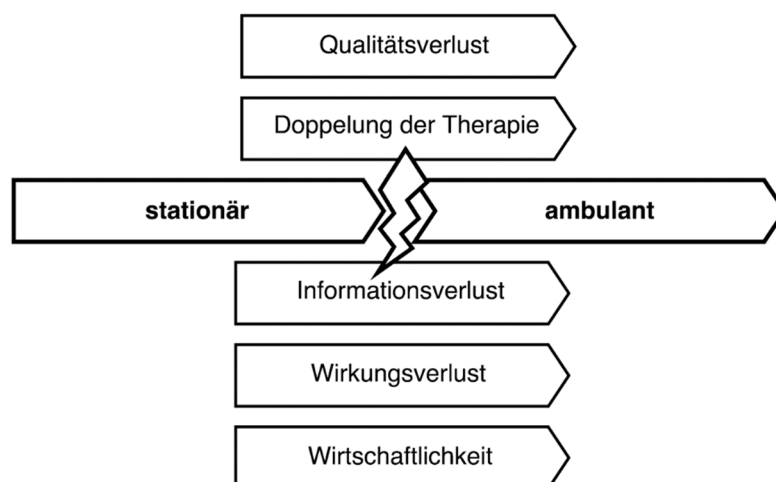 Qualitätsverlust
Doppelung der Therapie
stationär
ambulant
Informationsverlust
Wirkungsverlust
Wirtschaftlichkeit